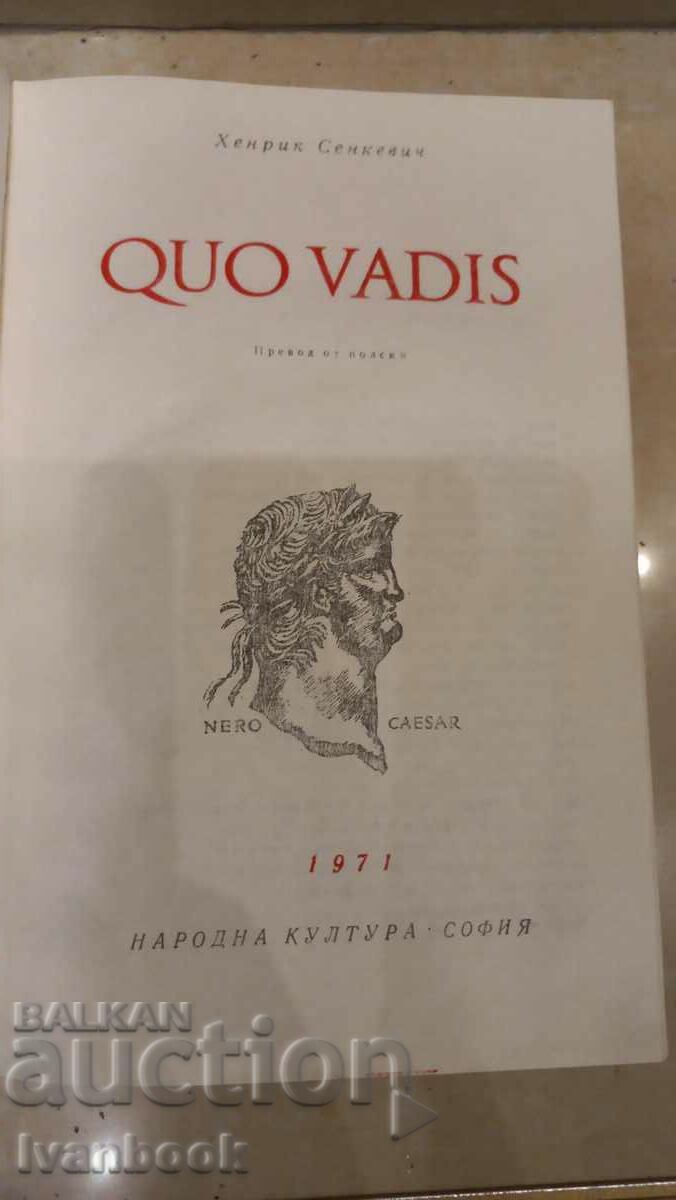 Хенрик Сенкевич
QUO VADIS
Превод от полски
NERO CAESAR
1971
НАРОДНА КУЛТУРА · СОФИЯ
BALKAN
auction
Ivanbook